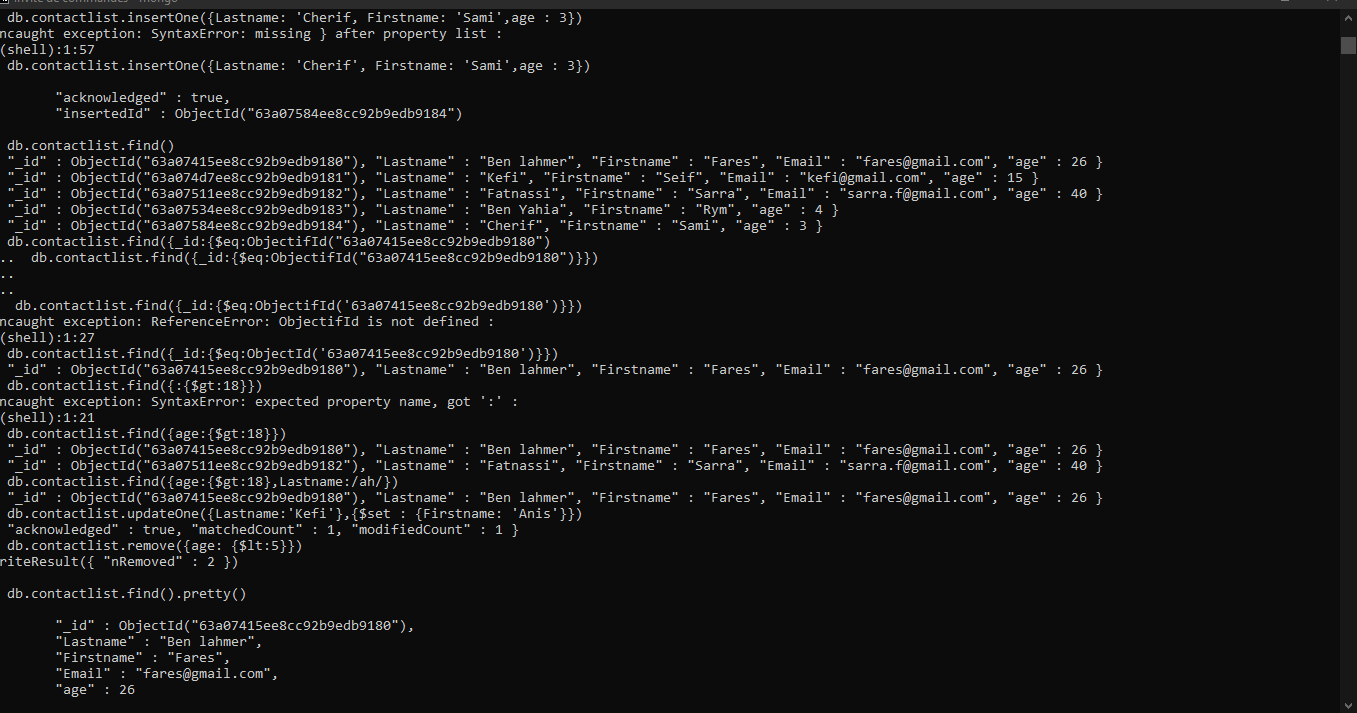 Invite de commandes - mongo
db.contactlist.insertOne({Lastname: 'Cherif, Firstname: 'Sami',age : 3})
ncaught exception: SyntaxError: missing } after property list :
(shell):1:57
db.contactlist.insertOne({Lastname: 'Cherif', Firstname: 'Sami',age : 3})
"acknowledged" : true,
"insertedId" : ObjectId("63a07584ee8cc92b9edb9184")
db.contactlist.find()
"_id" : ObjectId("63a07415ee8cc92b9edb9180"), "Lastname" : "Ben lahmer", "Firstname" : "Fares", "Email" : "fares@gmail.com", "age" : 26 }
"_id" : ObjectId("63a074d7ee8cc92b9edb9181"), "Lastname" : "Kefi", "Firstname" : "Seif", "Email" : "kefi@gmail.com", "age" : 15 }
"_id" : ObjectId("63a07511ee8cc92b9edb9182"), "Lastname" : "Fatnassi", "Firstname" : "Sarra", "Email" : "sarra.f@gmail.com", "age" : 40 }
"_id" : ObjectId("63a07534ee8cc92b9edb9183"), "Lastname" : "Ben Yahia", "Firstname" : "Rym", "age" : 4 }
"_id" : ObjectId("63a07584ee8cc92b9edb9184"), "Lastname" : "Cherif", "Firstname" : "Sami", "age" : 3 }
db.contactlist.find({_id:{$eq:ObjectifId("63a07415ee8cc92b9edb9180")
.. db.contactlist.find({_id:{$eq:ObjectifId("63a07415ee8cc92b9edb9180")}})
..
..
db.contactlist.find({_id:{$eq:ObjectifId('63a07415ee8cc92b9edb9180')}})
ncaught exception: ReferenceError: ObjectifId is not defined :
(shell):1:27
db.contactlist.find({_id:{$eq:ObjectId('63a07415ee8cc92b9edb9180')}})
"_id" : ObjectId("63a07415ee8cc92b9edb9180"), "Lastname" : "Ben lahmer", "Firstname" : "Fares", "Email" : "fares@gmail.com", "age" : 26 }
db.contactlist.find({:{$gt:18}})
ncaught exception: SyntaxError: expected property name, got ':' :
(shell):1:21
db.contactlist.find({age:{$gt:18}})
"_id" : ObjectId("63a07415ee8cc92b9edb9180"), "Lastname" : "Ben lahmer", "Firstname" : "Fares", "Email" : "fares@gmail.com", "age" : 26 }
"_id" : ObjectId("63a07511ee8cc92b9edb9182"), "Lastname" : "Fatnassi", "Firstname" : "Sarra", "Email" : "sarra.f@gmail.com", "age" : 40 }
db.contactlist.find({age:{$gt:18},Lastname:/ah/})
"_id" : ObjectId("63a07415ee8cc92b9edb9180"), "Lastname" : "Ben lahmer", "Firstname" : "Fares", "Email" : "fares@gmail.com", "age" : 26 }
db.contactlist.updateOne({Lastname:'Kefi'},{$set : {Firstname: 'Anis'}})
"acknowledged" : true, "matchedCount" : 1, "modifiedCount" : 1 }
db.contactlist.remove({age: {$lt:5}})
riteResult({ "nRemoved" : 2 })
db.contactlist.find().pretty()
"_id" : ObjectId("63a07415ee8cc92b9edb9180"),
"Lastname" : "Ben lahmer",
"Firstname" : "Fares",
"Email" : "fares@gmail.com",
"age" : 26